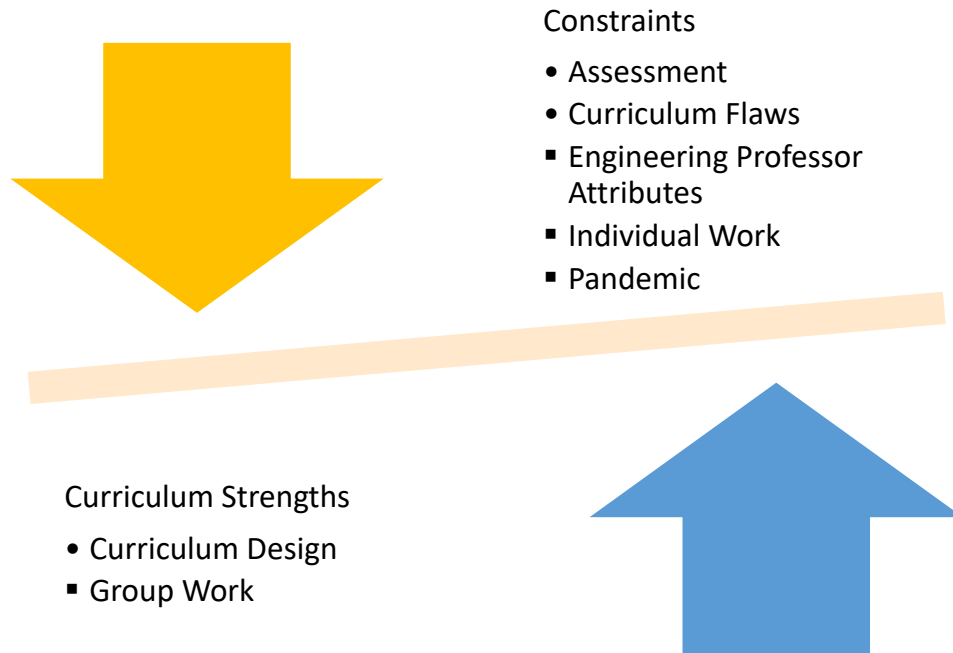 Constraints
• Assessment
• Curriculum Flaws
▪ Engineering Professor
Attributes
▪ Individual Work
▪ Pandemic
Curriculum Strengths
• Curriculum Design
▪ Group Work